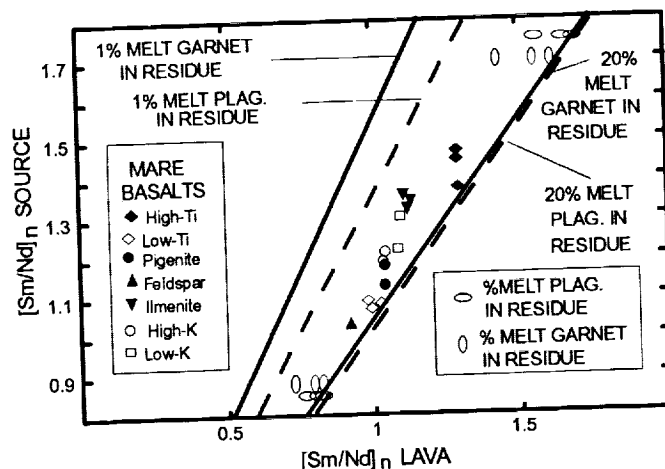 1% MELT GARNET
IN RESIDUE
1% MELT PLAG.
IN RESIDUE
20%
MELT
GARNET IN
RESIDUE
20% MELT
PLAG. IN
RESIDUE
MARE
BASALTS
High-Ti
Low-Ti
Pigenite
Feldspar
Ilmenite
High-K
Low-K
%MELT PLAG.
IN RESIDUE
% MELT GARNET
IN RESIDUE
[Sm/Nd]n SOURCE
1.7
1.5
1.3
1.1
0.9
0.5
1
1.5
[Sm/Nd]n LAVA